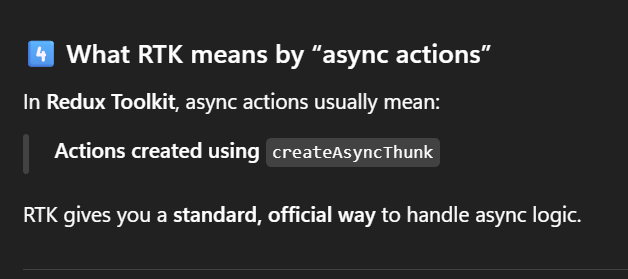 4️⃣ What RTK means by “async actions”
In Redux Toolkit, async actions usually mean:
Actions created using createAsyncThunk
RTK gives you a standard, official way to handle async logic.